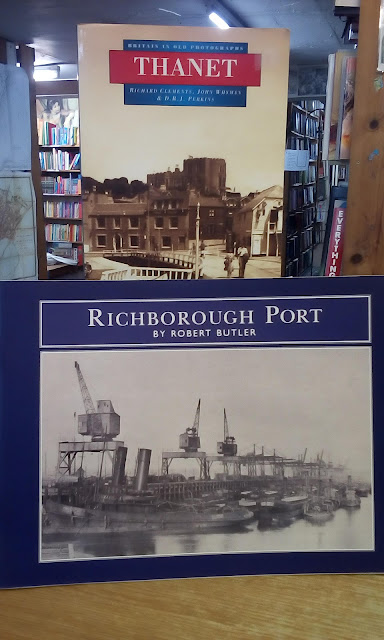 BRITAIN IN OLD PHOTOGRAPHS
THANET
RICHARD CLEMENTS, JOHN WHYMAN
& D.R.J. PERKINS
EVERYTHING
RICHBOROUGH PORT
BY ROBERT BUTLER